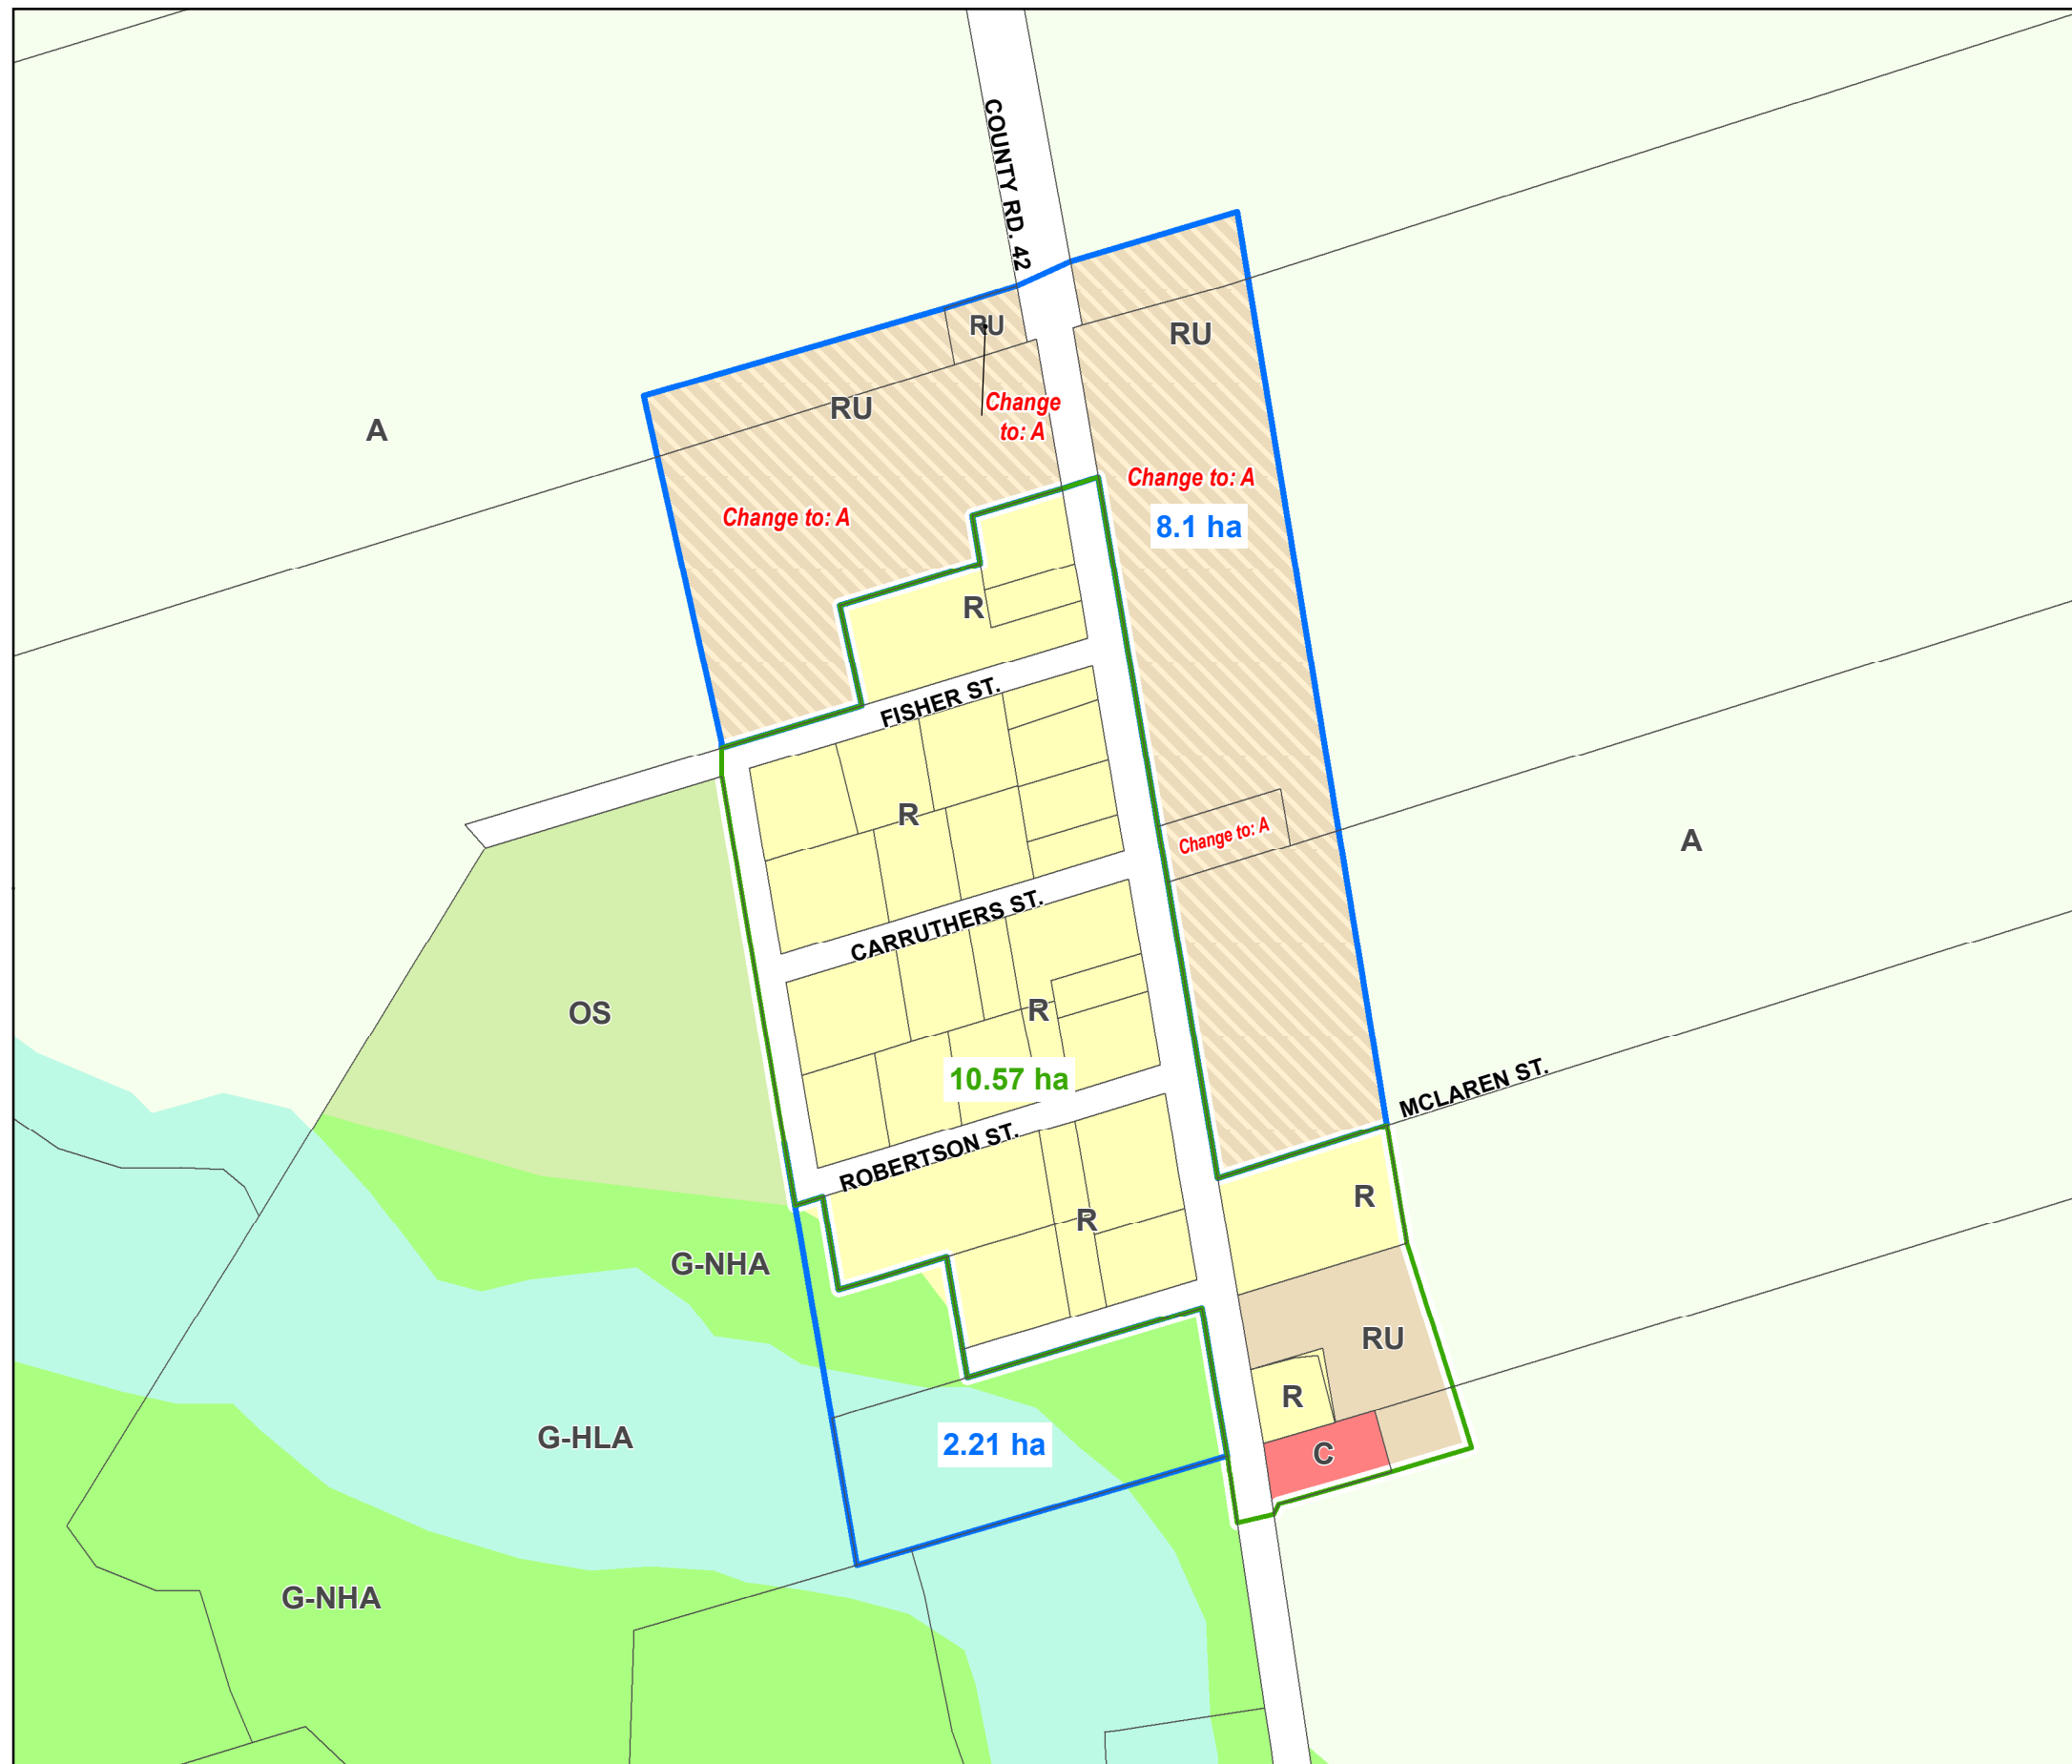 COUNTY RD. 42
RU
RU
RU
Change
to: A
A
Change to: A
Change to: A
8.1 ha
R
FISHER ST.
R
Change to: A
A
CARRUTHERS ST.
OS
R
10.57 ha
MCLAREN ST.
ROBERTSON ST.
R
R
G-NHA
RU
R
G-HLA
2.21 ha
C
G-NHA